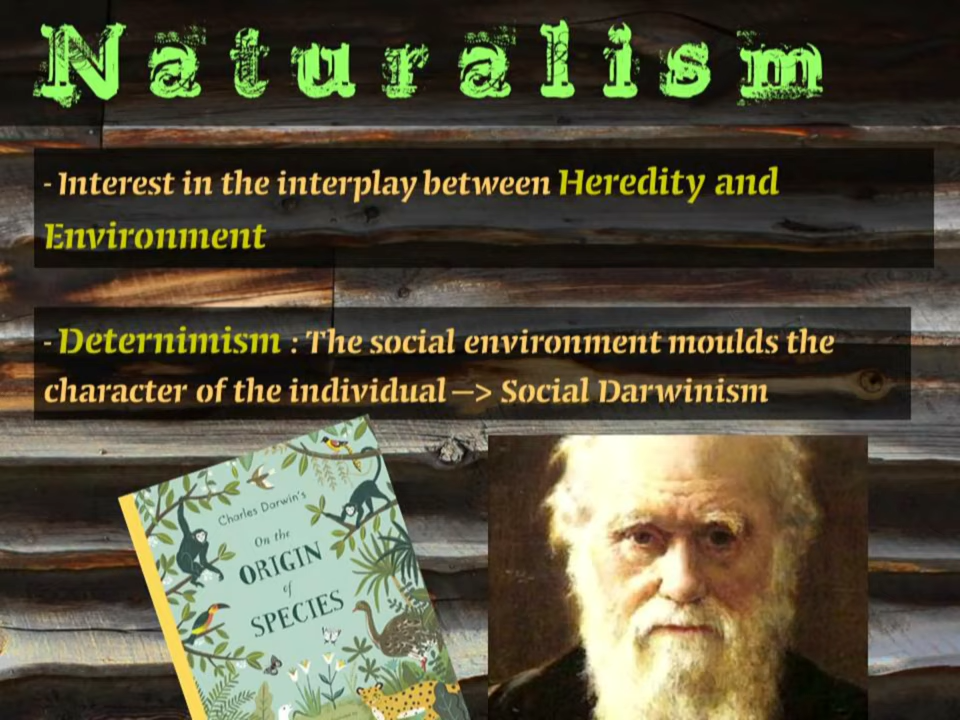 Naturalism
- Interest in the interplay between Heredity and
Environment
- Deternimism : The social environment moulds the
character of the individual —> Social Darwinism
Charles Darwin's
On the
ORIGIN
of
SPECIES